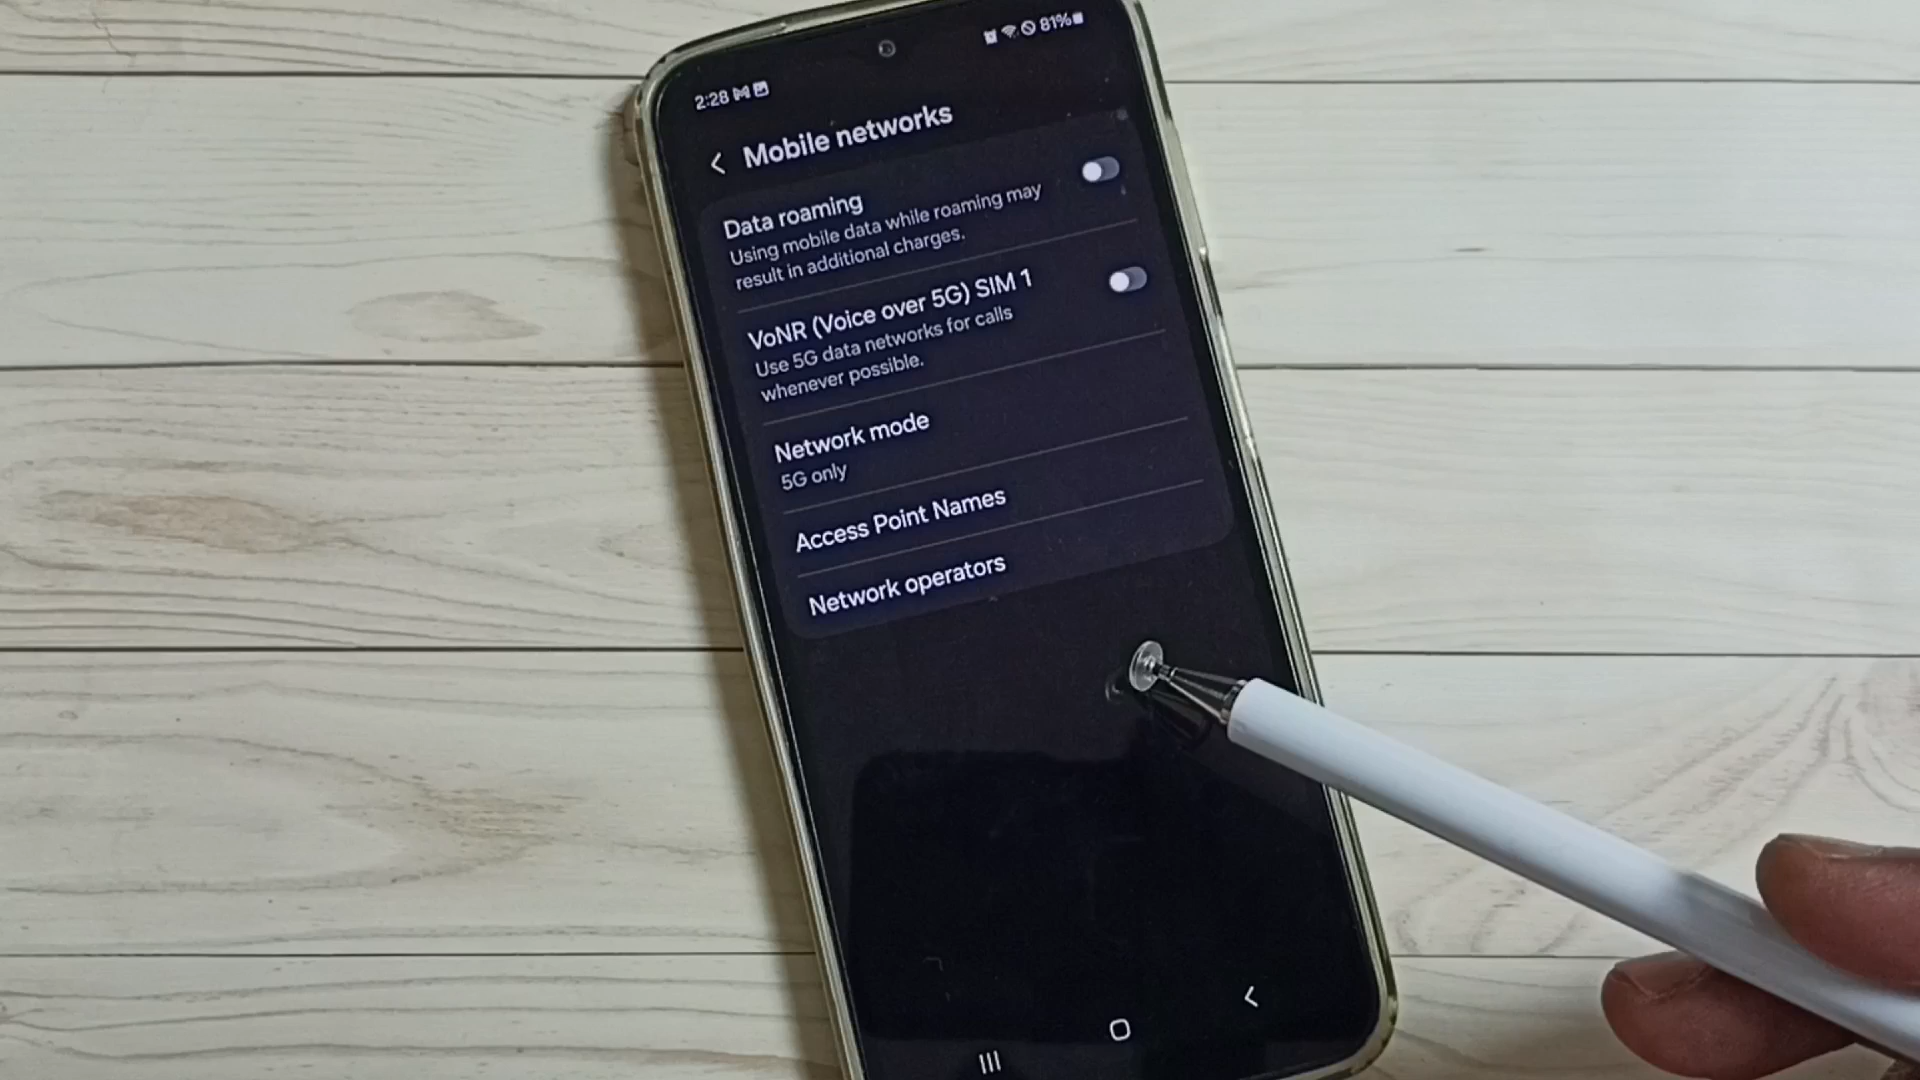 2:28
81%
Mobile networks
Data roaming
Using mobile data while roaming may
result in additional charges.
VoNR (Voice over 5G) SIM 1
Use 5G data networks for calls
whenever possible.
Network mode
5G only
Access Point Names
Network operators